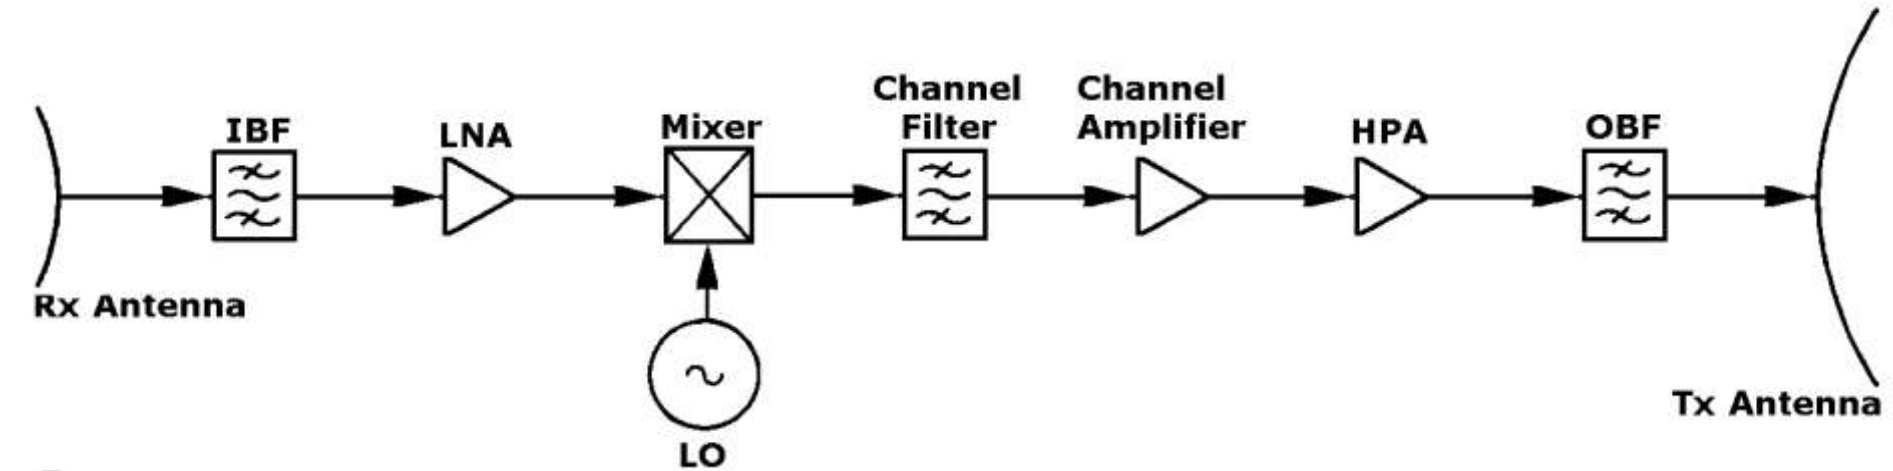 IBF
LNA
Mixer
Channel
Filter
Channel
Amplifier
HPA
OBF
Rx Antenna
LO
Tx Antenna